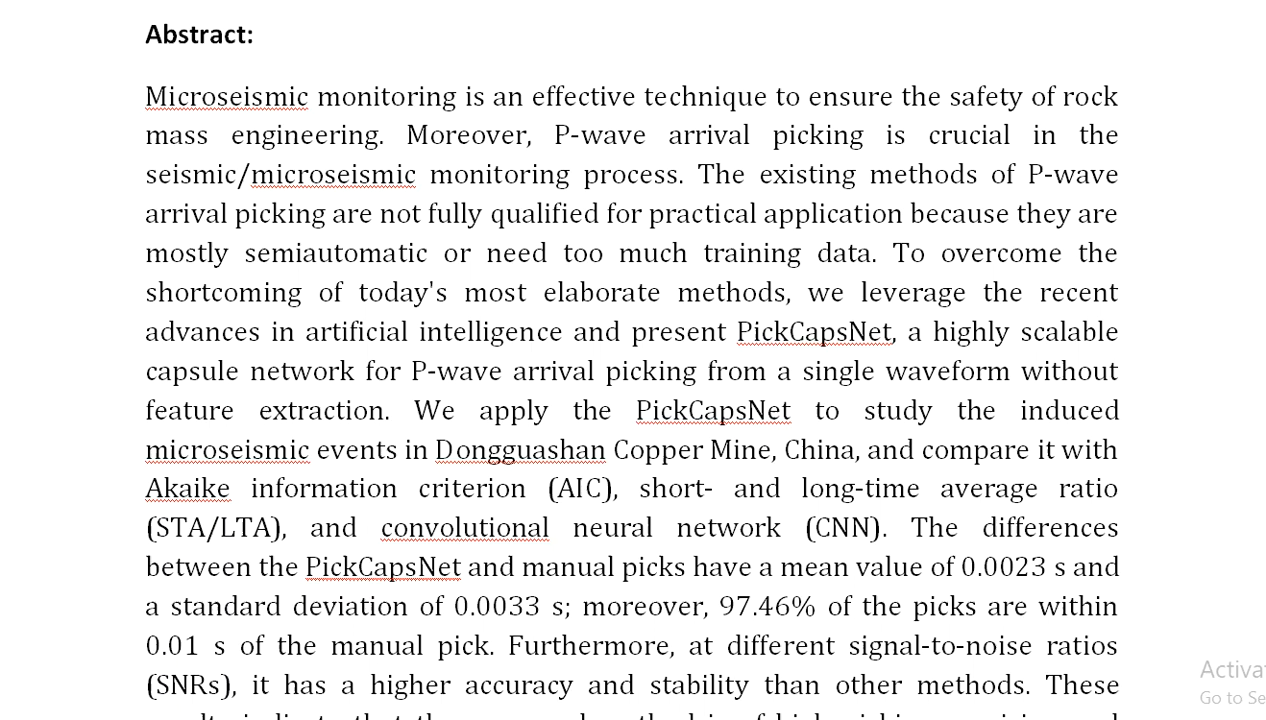 Abstract:
Microseismic monitoring is an effective technique to ensure the safety of rock
mass engineering. Moreover, P-wave arrival picking is crucial in the
seismic/microseismic monitoring process. The existing methods of P-wave
arrival picking are not fully qualified for practical application because they are
mostly semiautomatic or need too much training data. To overcome the
shortcoming of today's most elaborate methods, we leverage the recent
advances in artificial intelligence and present PickCapsNet, a highly scalable
capsule network for P-wave arrival picking from a single waveform without
feature extraction. We apply the PickCapsNet to study the induced
microseismic events in Dongguashan Copper Mine, China, and compare it with
Akaike information criterion (AIC), short- and long-time average ratio
(STA/LTA), and convolutional neural network (CNN). The differences
between the PickCapsNet and manual picks have a mean value of 0.0023 s and
a standard deviation of 0.0033 s; moreover, 97.46% of the picks are within
0.01 s of the manual pick. Furthermore, at different signal-to-noise ratios
(SNRs), it has a higher accuracy and stability than other methods. These
Activa
Go to Se